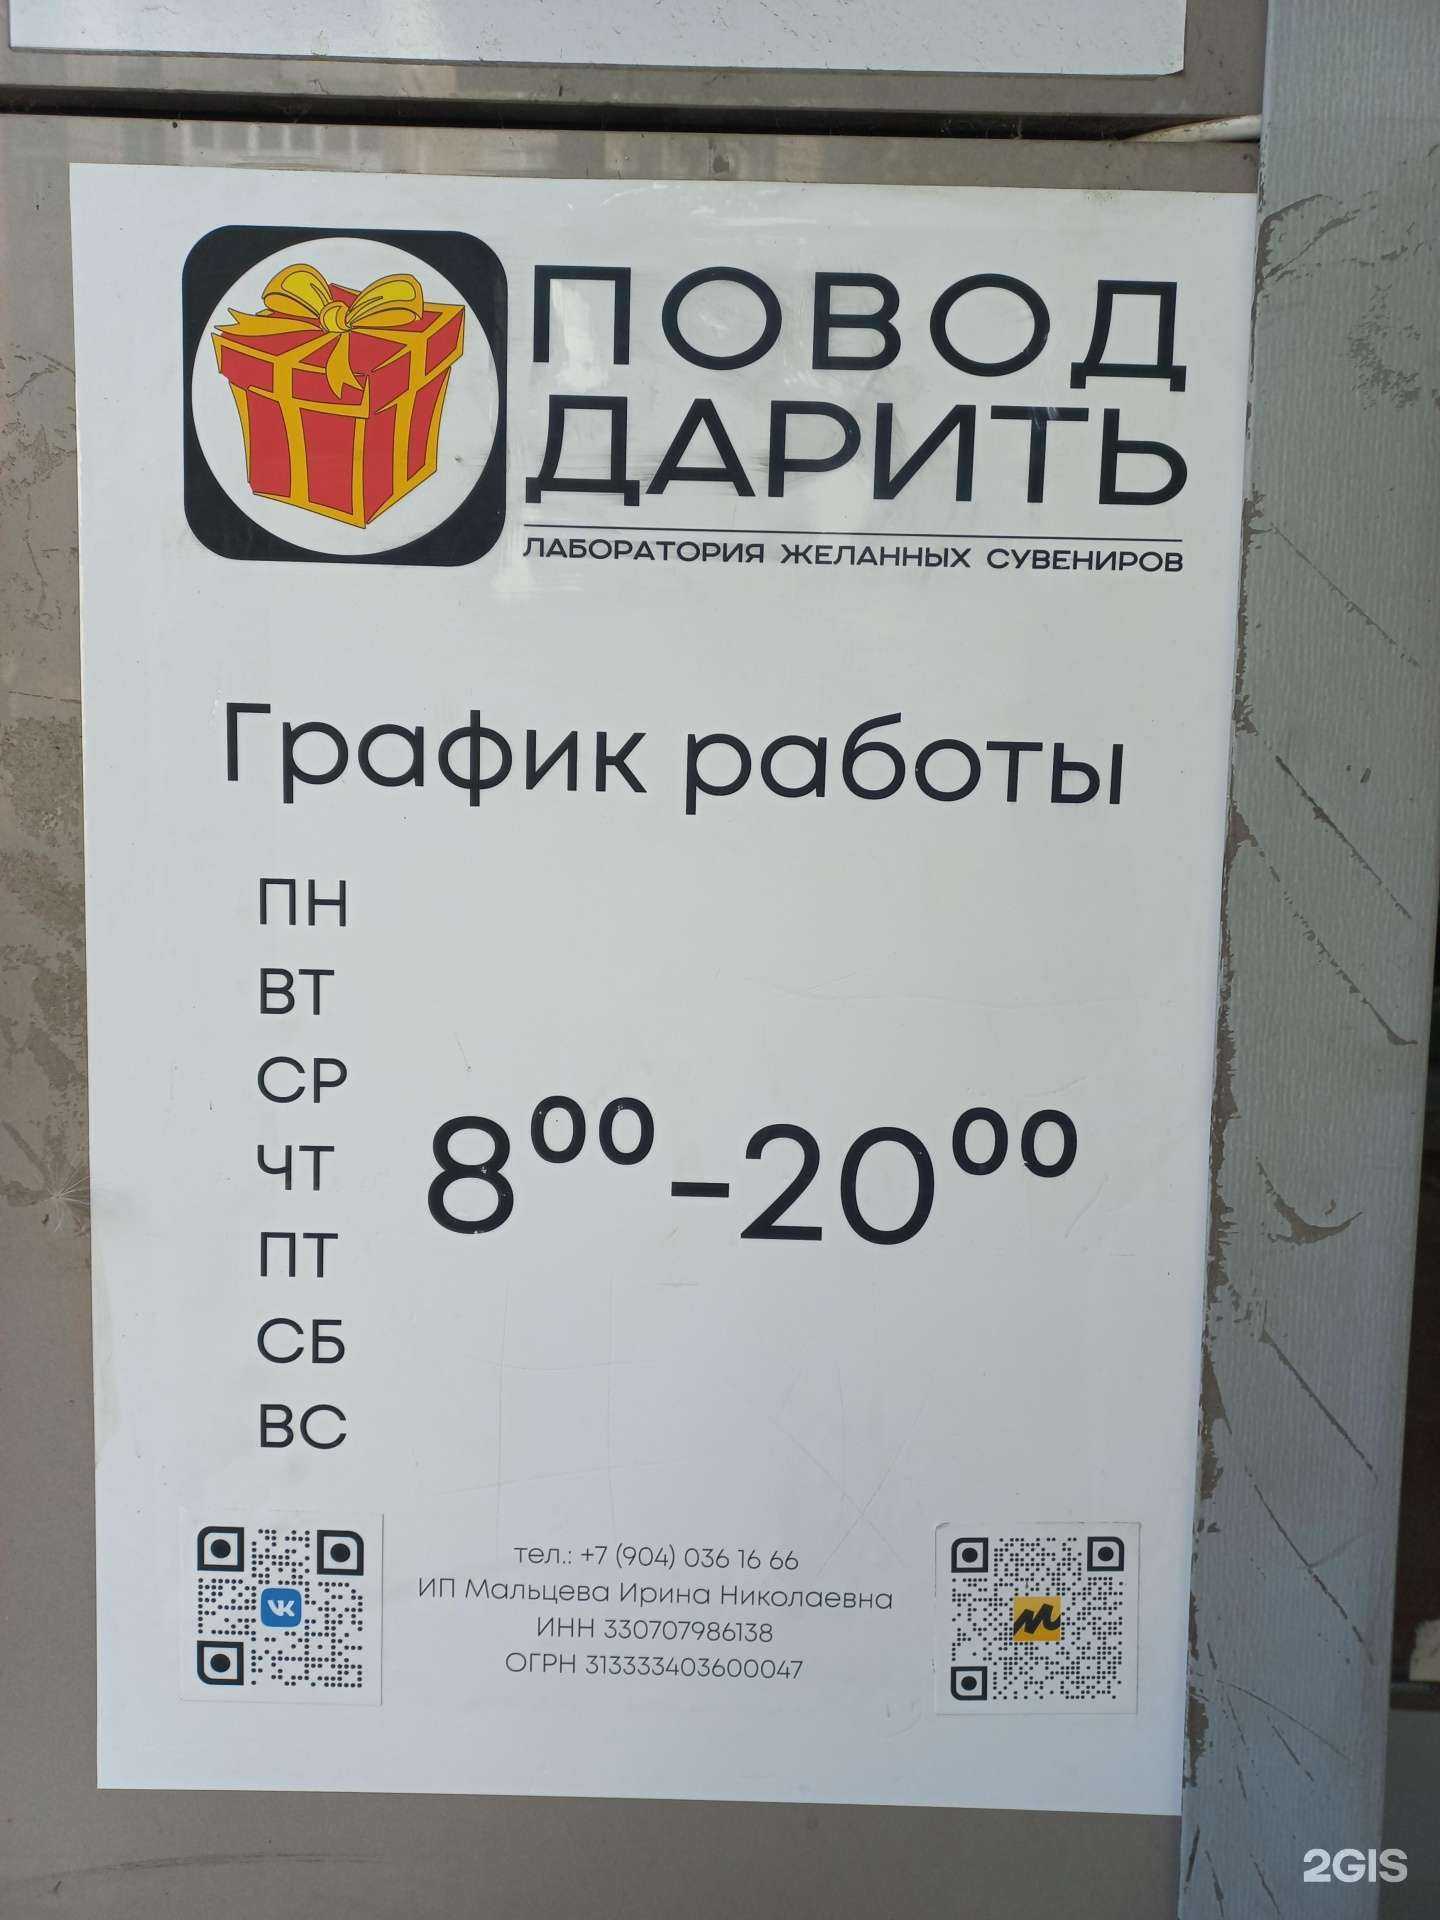 ПОВОД
ДАРИТЬ
ЛАБОРАТОРИЯ ЖЕЛАННЫХ СУВЕНИРОВ
График работы
ПН
ВТ
СР
ЧТ
ПТ
СБ
ВС
8⁰⁰-20⁰⁰
тел.: +7 (904) 036 16 66
ИП Мальцева Ирина Николаевна
ИНН 330707986138
ОГРН 313333403600047
2GIS